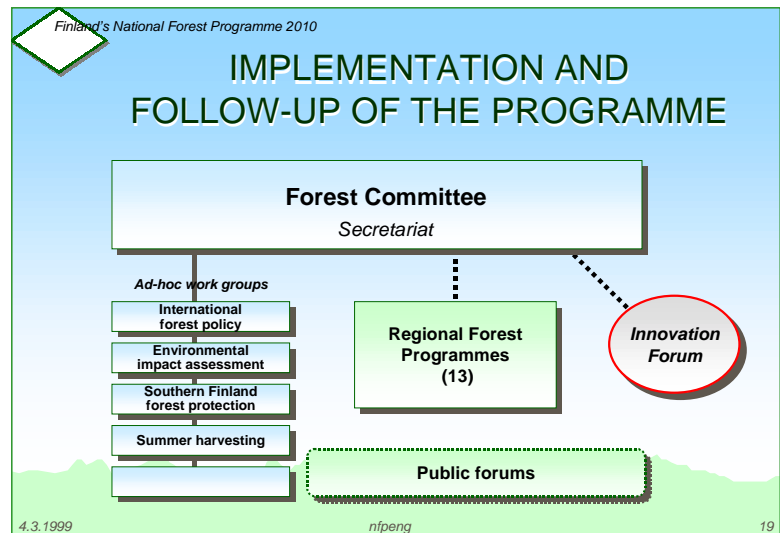 Finland's National Forest Programme 2010
IMPLEMENTATION AND
FOLLOW-UP OF THE PROGRAMME
Forest Committee
Secretariat
Ad-hoc work groups
International
forest policy
Environmental
impact assessment
Southern Finland
forest protection
Summer harvesting
Regional Forest
Programmes
(13)
Innovation
Forum
Public forums
4.3.1999
nfpeng
19